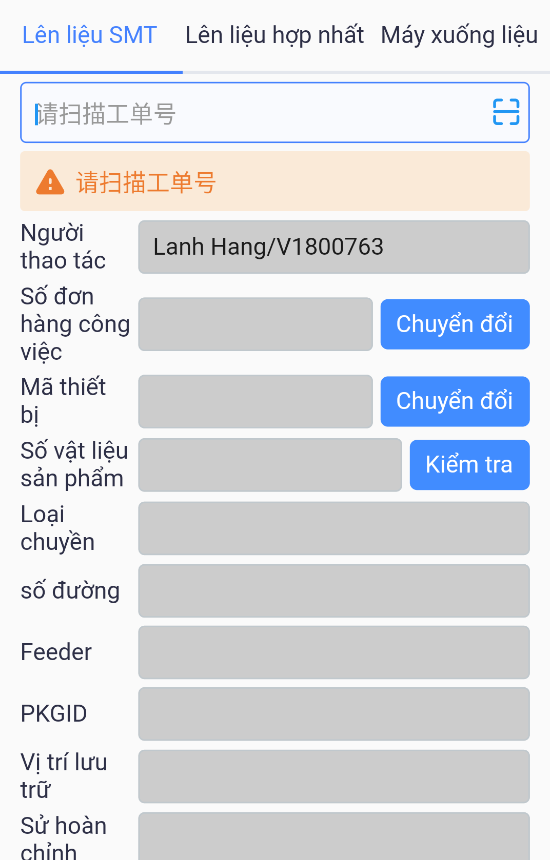 Lên liệu SMT Lên liệu hợp nhất Máy xuống liệu
请扫描工单号
请扫描工单号
Người
thao tác
Lanh Hang/V1800763
Số đơn
hàng công
việc
Chuyển đổi
Mã thiết
bị
Chuyển đổi
Số vật liệu
sản phẩm
Kiểm tra
Loại
chuyền
số đường
Feeder
PKGID
Vị trí lưu
trữ
Sử hoàn
chỉnh